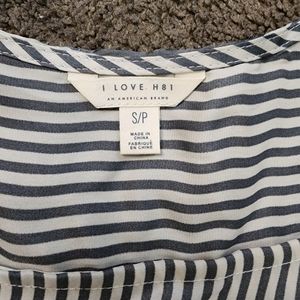 I LOVE H81
AN AMERICAN BRAND
S/P
MADE IN
CHINA
FABRIQUÉ
EN CHINE